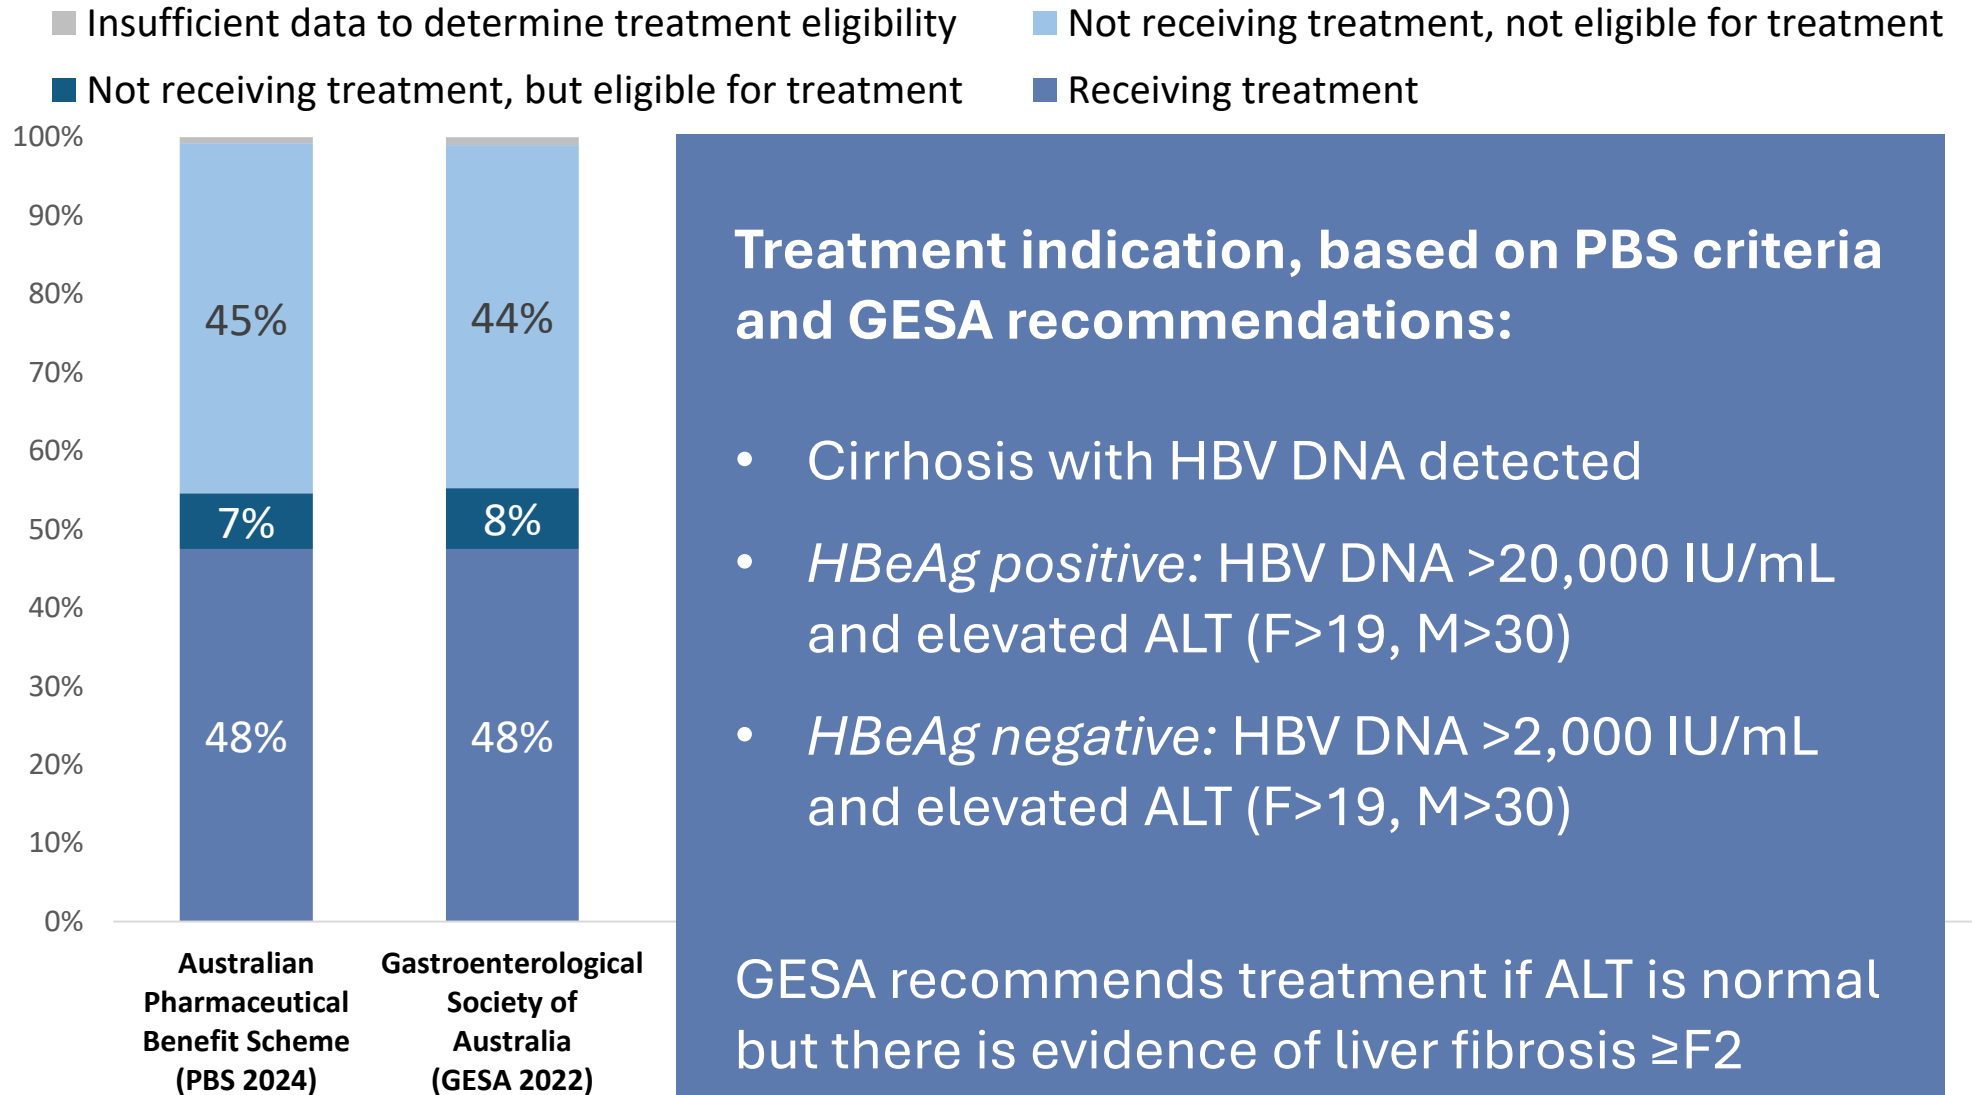 Insufficient data to determine treatment eligibility
Not receiving treatment, not eligible for treatment
Not receiving treatment, but eligible for treatment
Receiving treatment
100%
90%
80%
70%
60%
50%
40%
30%
20%
10%
0%
45%
7%
48%
44%
8%
48%
Australian
Pharmaceutical
Benefit Scheme
(PBS 2024)
Gastroenterological
Society of
Australia
(GESA 2022)
Treatment indication, based on PBS criteria
and GESA recommendations:
• Cirrhosis with HBV DNA detected
• HBeAg positive: HBV DNA >20,000 IU/mL
and elevated ALT (F>19, M>30)
• HBeAg negative: HBV DNA >2,000 IU/mL
and elevated ALT (F>19, M>30)
GESA recommends treatment if ALT is normal
but there is evidence of liver fibrosis ≥F2